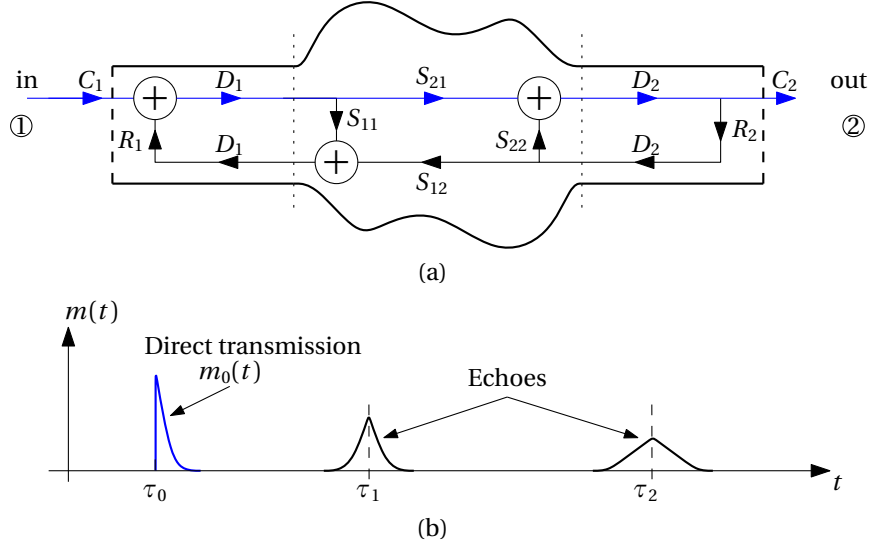 in C₁ D₁ S₂₁ D₂ C₂ out
① + + ②
R₁ S₁₁ S₂₂ R₂
D₁ + D₂
S₁₂
(a)
m(t)
Direct transmission
m₀(t)
Echoes
τ₀ τ₁ τ₂ t
(b)